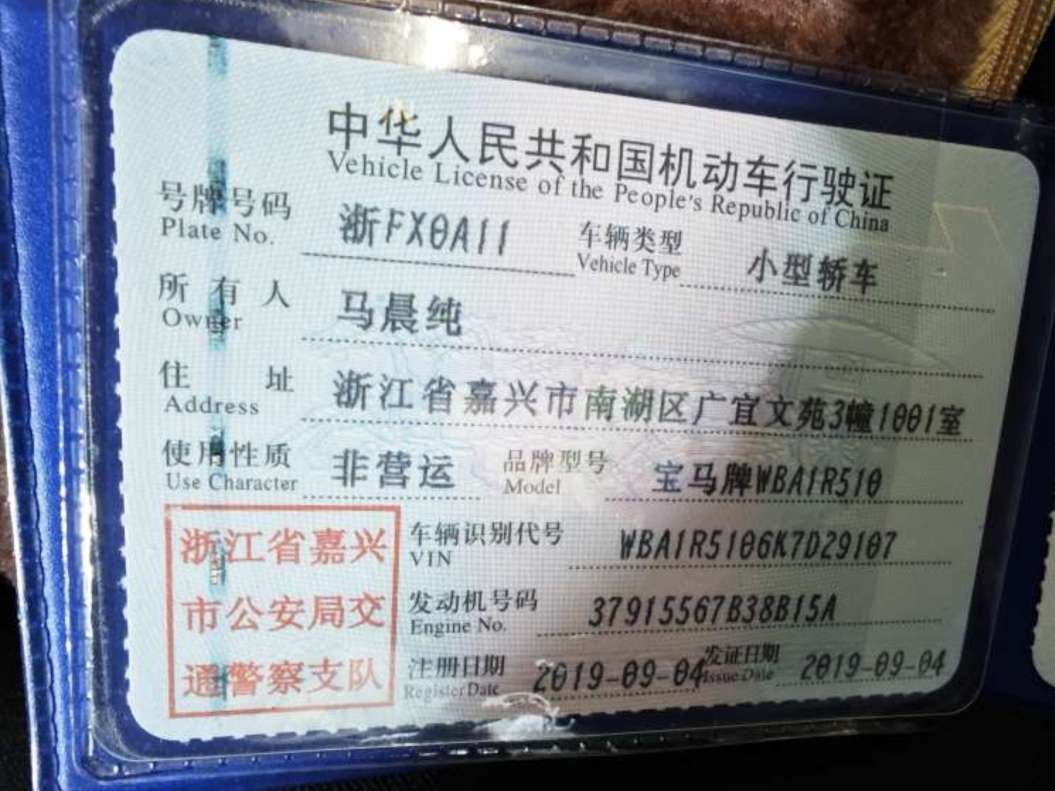 中华人民共和国机动车行驶证
Vehicle License of the People's Republic of China
号牌号码 浙FX0A11 车辆类型 小型轿车
Plate No. Vehicle Type
所有人 马晨纯
Owner
住址 浙江省嘉兴市南湖区广宜文苑3幢1001室
Address
使用性质 非营运 品牌型号 宝马牌WBA1R510
Use Character Model
浙江省嘉兴
市公安局交
通警察支队
车辆识别代号 WBA1R5106K7D29107
VIN
发动机号码 37915567B38B15A
Engine No.
注册日期 2019-09-04 发证日期 2019-09-04
Register Date Issue Date